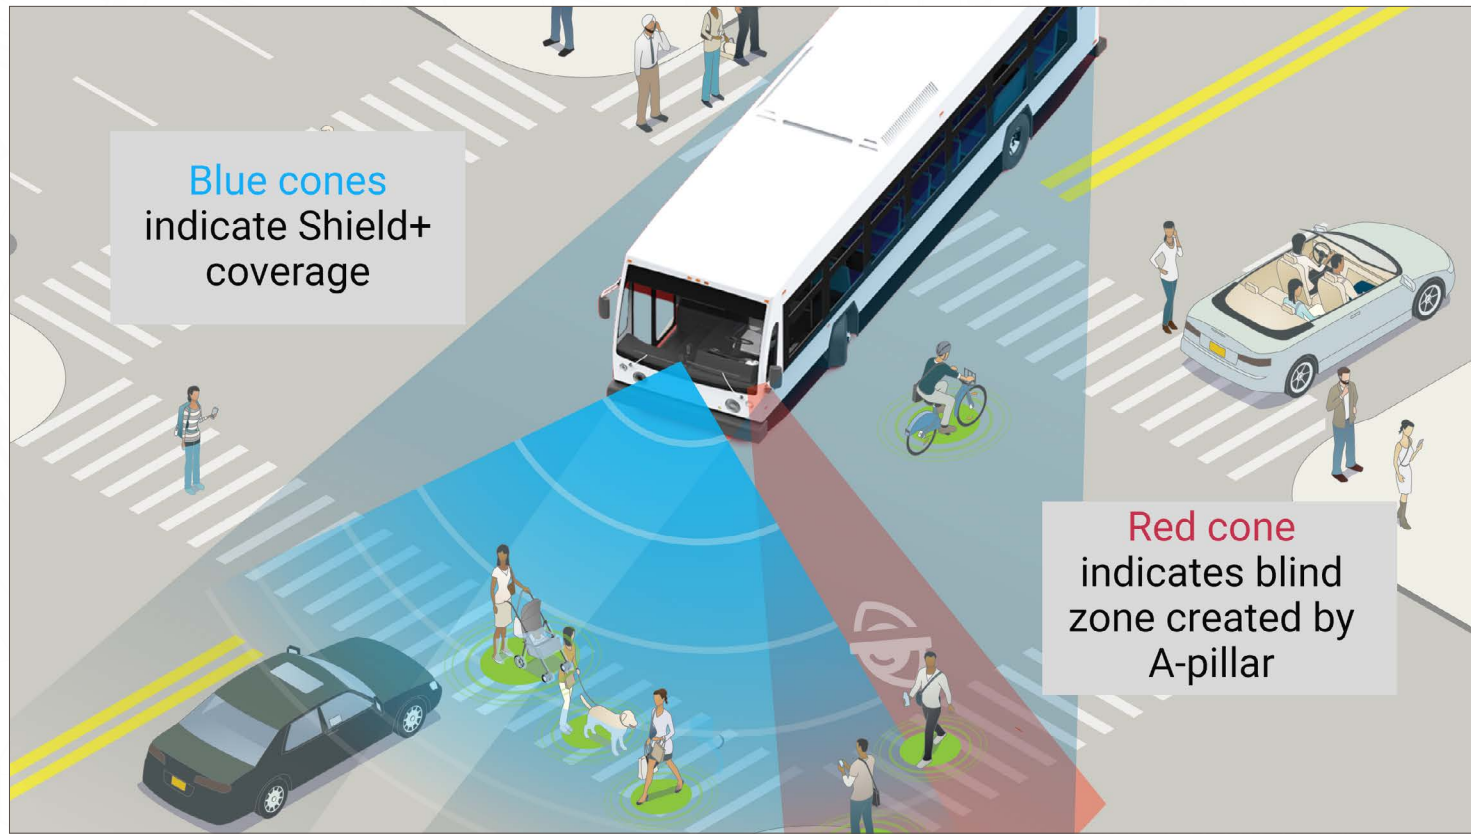 Blue cones
indicate Shield+
coverage
Red cone
indicates blind
zone created by
A-pillar